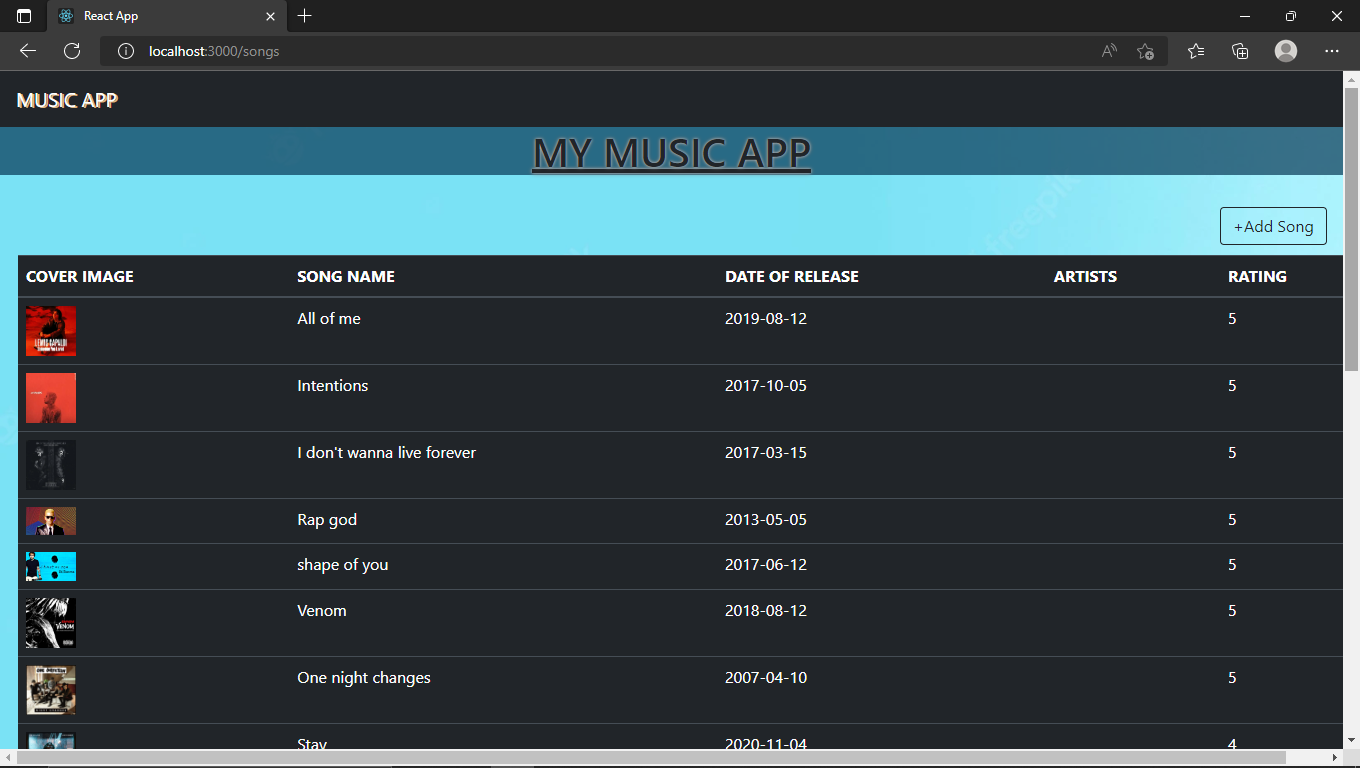 React App
localhost:3000/songs
MUSIC APP
MY MUSIC APP
freepik
+Add Song
COVER IMAGE SONG NAME DATE OF RELEASE ARTISTS RATING
All of me 2019-08-12 5
LEWIS CAPALDI
Intentions 2017-10-05 5
I don't wanna live forever 2017-03-15 5
Rap god 2013-05-05 5
shape of you 2017-06-12 5
Venom 2018-08-12 5
VENOM
One night changes 2007-04-10 5
Stay 2020-11-04 4